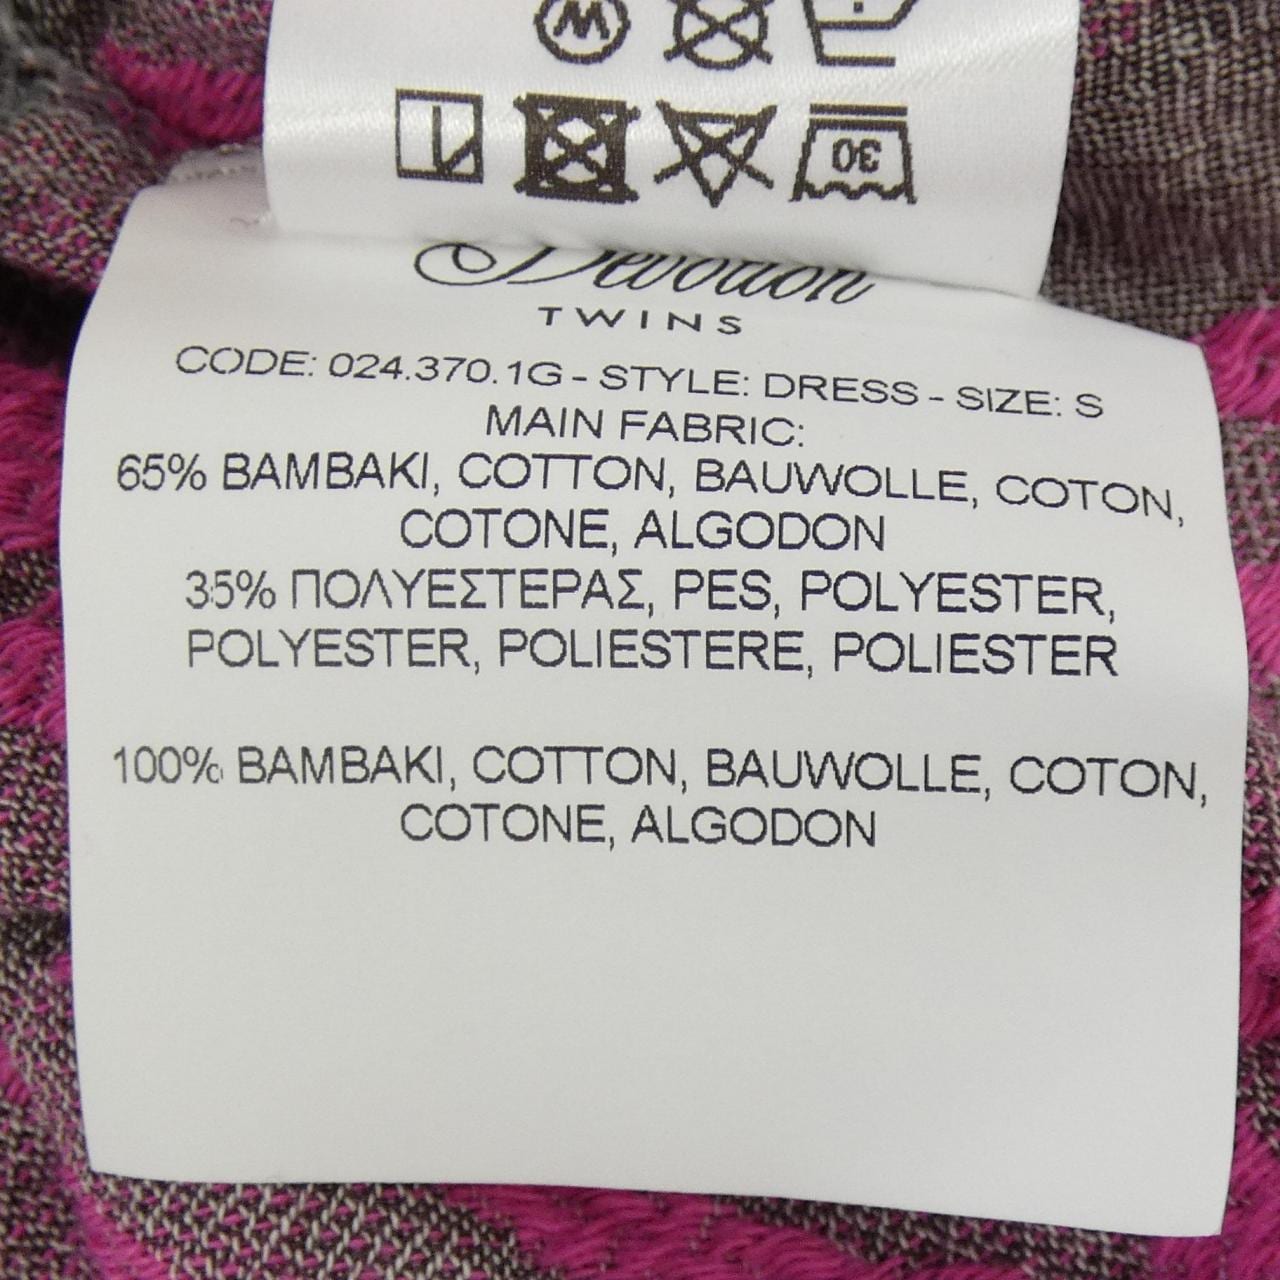 W
30
Devotion
TWINS
CODE: 024.370.1G - STYLE: DRESS - SIZE: S
MAIN FABRIC:
65% BAMBAKI, COTTON, BAUWOLLE, COTON,
COTONE, ALGODON
35% ΠΟΛΥΕΣΤΕΡΑΣ, PES, POLYESTER,
POLYESTER, POLIESTERE, POLIESTER
100% BAMBAKI, COTTON, BAUWOLLE, COTON,
COTONE, ALGODON